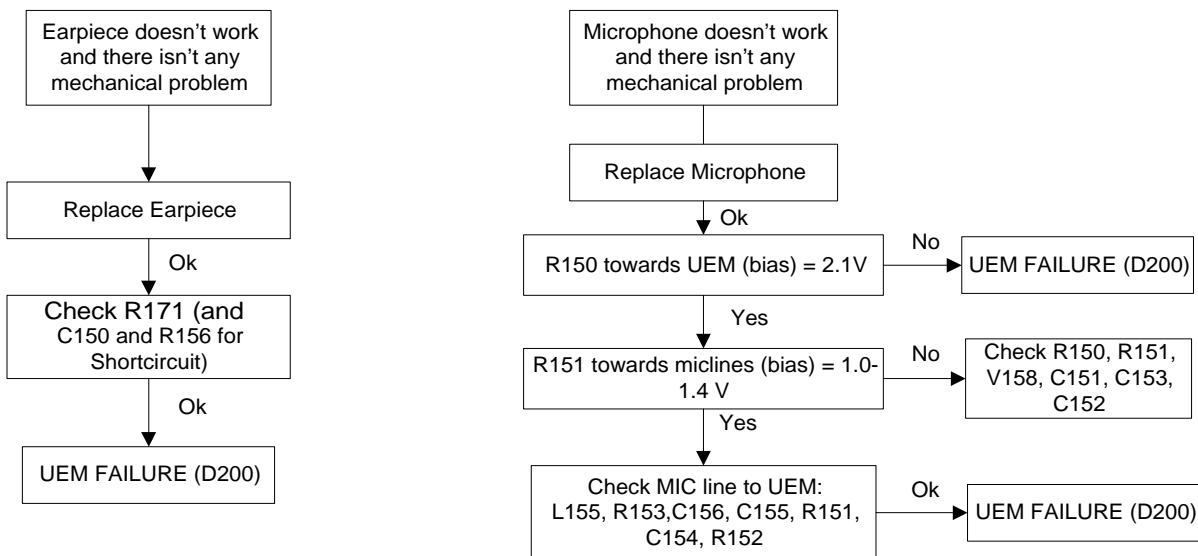 Earpiece doesn’t work
and there isn’t any
mechanical problem
Replace Earpiece
Ok
Check R171 (and
C150 and R156 for
Shortcircuit)
Ok
UEM FAILURE (D200)
Microphone doesn’t work
and there isn’t any
mechanical problem
Replace Microphone
Ok
R150 towards UEM (bias) = 2.1V
No
UEM FAILURE (D200)
Yes
R151 towards miclines (bias) = 1.0-
1.4 V
No
Check R150, R151,
V158, C151, C153,
C152
Yes
Check MIC line to UEM:
L155, R153,C156, C155, R151,
C154, R152
Ok
UEM FAILURE (D200)